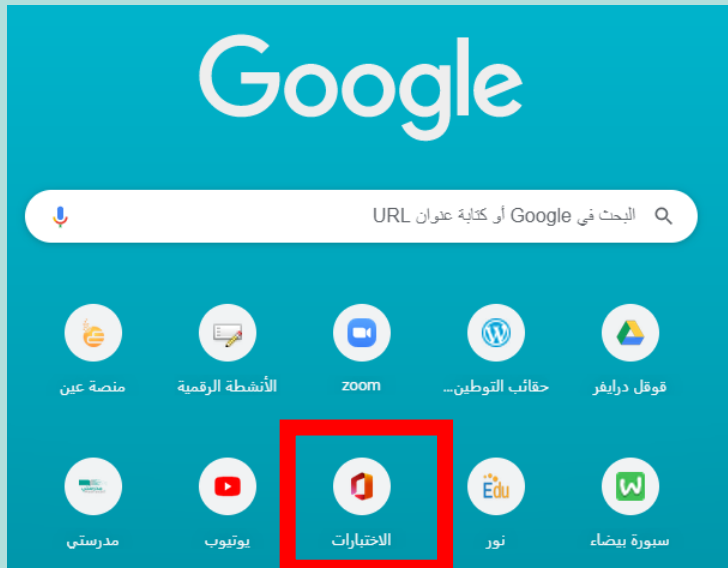 Google
البحث في Google أو كتابة عنوان URL
قوقل درايفر
حقائب التوطين...
zoom
الأنشطة الرقمية
منصة عين
سبورة بيضاء
Edu
نور
الاختبارات
يوتيوب
مدرستي